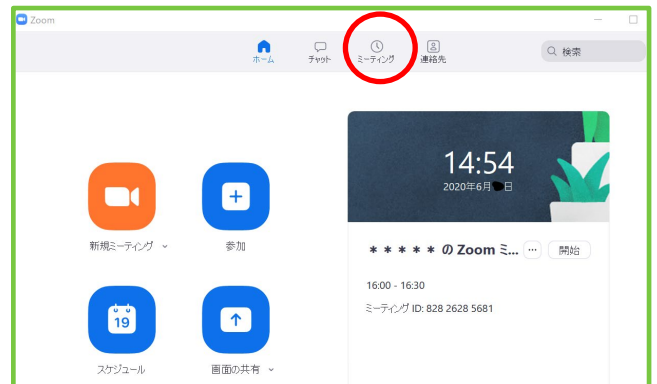 Zoom
ホーム
チャット
ミーティング
連絡先
検索
14:54
2020年6月 日
新規ミーティング
参加
＊＊＊＊＊ の Zoom ミ... ... 開始
16:00 - 16:30
ミーティング ID: 828 2628 5681
19
スケジュール
画面の共有